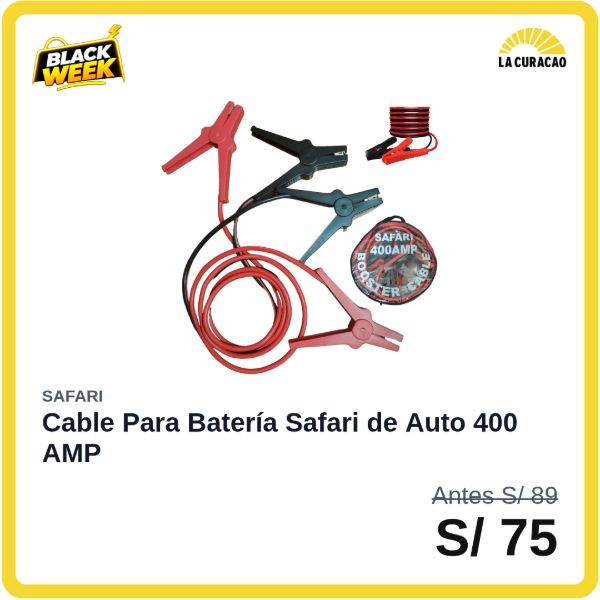 BLACK
WEEK
LA CURACAO
SAFARI
400AMP
BOOSTER CABLE
SAFARI
Cable Para Batería Safari de Auto 400
AMP
Antes S/ 89
S/ 75